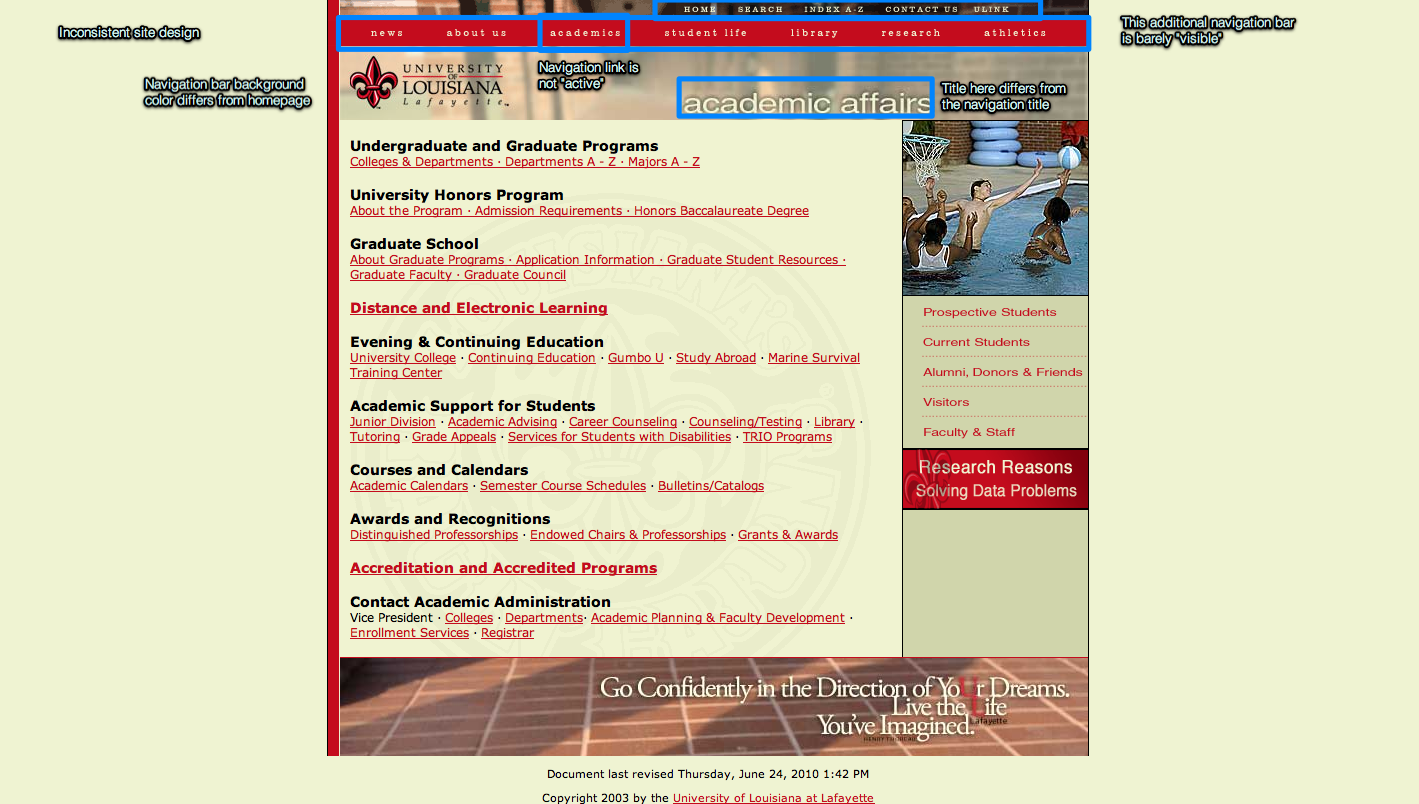 HOME SEARCH INDEX A-Z CONTACT US ULINK
Inconsistent site design
This additional navigation bar
is barely "visible"
news about us academics student life library research athletics
Navigation bar background
color differs from homepage
UNIVERSITY
OF
LOUISIANA
Lafayette™
Navigation link is
not "active"
academic affairs
Title here differs from
the navigation title
Undergraduate and Graduate Programs
Colleges & Departments · Departments A - Z · Majors A - Z
University Honors Program
About the Program · Admission Requirements · Honors Baccalaureate Degree
Graduate School
About Graduate Programs · Application Information · Graduate Student Resources ·
Graduate Faculty · Graduate Council
Distance and Electronic Learning
Evening & Continuing Education
University College · Continuing Education · Gumbo U · Study Abroad · Marine Survival
Training Center
Academic Support for Students
Junior Division · Academic Advising · Career Counseling · Counseling/Testing · Library ·
Tutoring · Grade Appeals · Services for Students with Disabilities · TRIO Programs
Courses and Calendars
Academic Calendars · Semester Course Schedules · Bulletins/Catalogs
Awards and Recognitions
Distinguished Professorships · Endowed Chairs & Professorships · Grants & Awards
Accreditation and Accredited Programs
Contact Academic Administration
Vice President · Colleges · Departments· Academic Planning & Faculty Development ·
Enrollment Services · Registrar
Prospective Students
Current Students
Alumni, Donors & Friends
Visitors
Faculty & Staff
Research Reasons
Solving Data Problems
Go Confidently in the Direction of YoUr Dreams.
Live the Life
Lafayette
You've Imagined.
Document last revised Thursday, June 24, 2010 1:42 PM
Copyright 2003 by the University of Louisiana at Lafayette